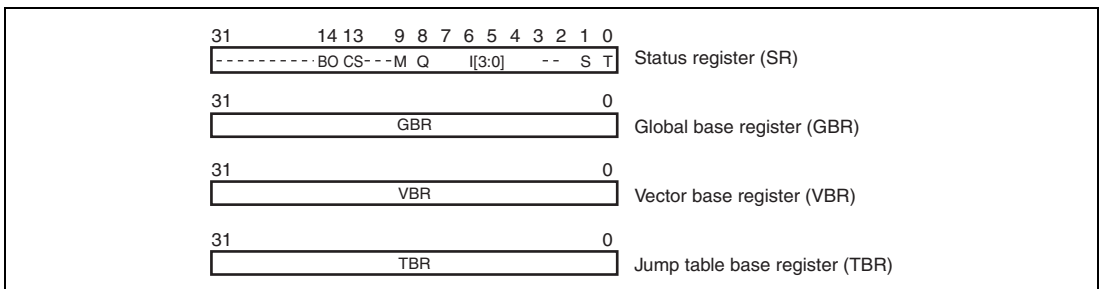 31 14 13 9 8 7 6 5 4 3 2 1 0
---------- BO CS---M Q I[3:0] -- S T Status register (SR)
31 0
GBR Global base register (GBR)
31 0
VBR Vector base register (VBR)
31 0
TBR Jump table base register (TBR)